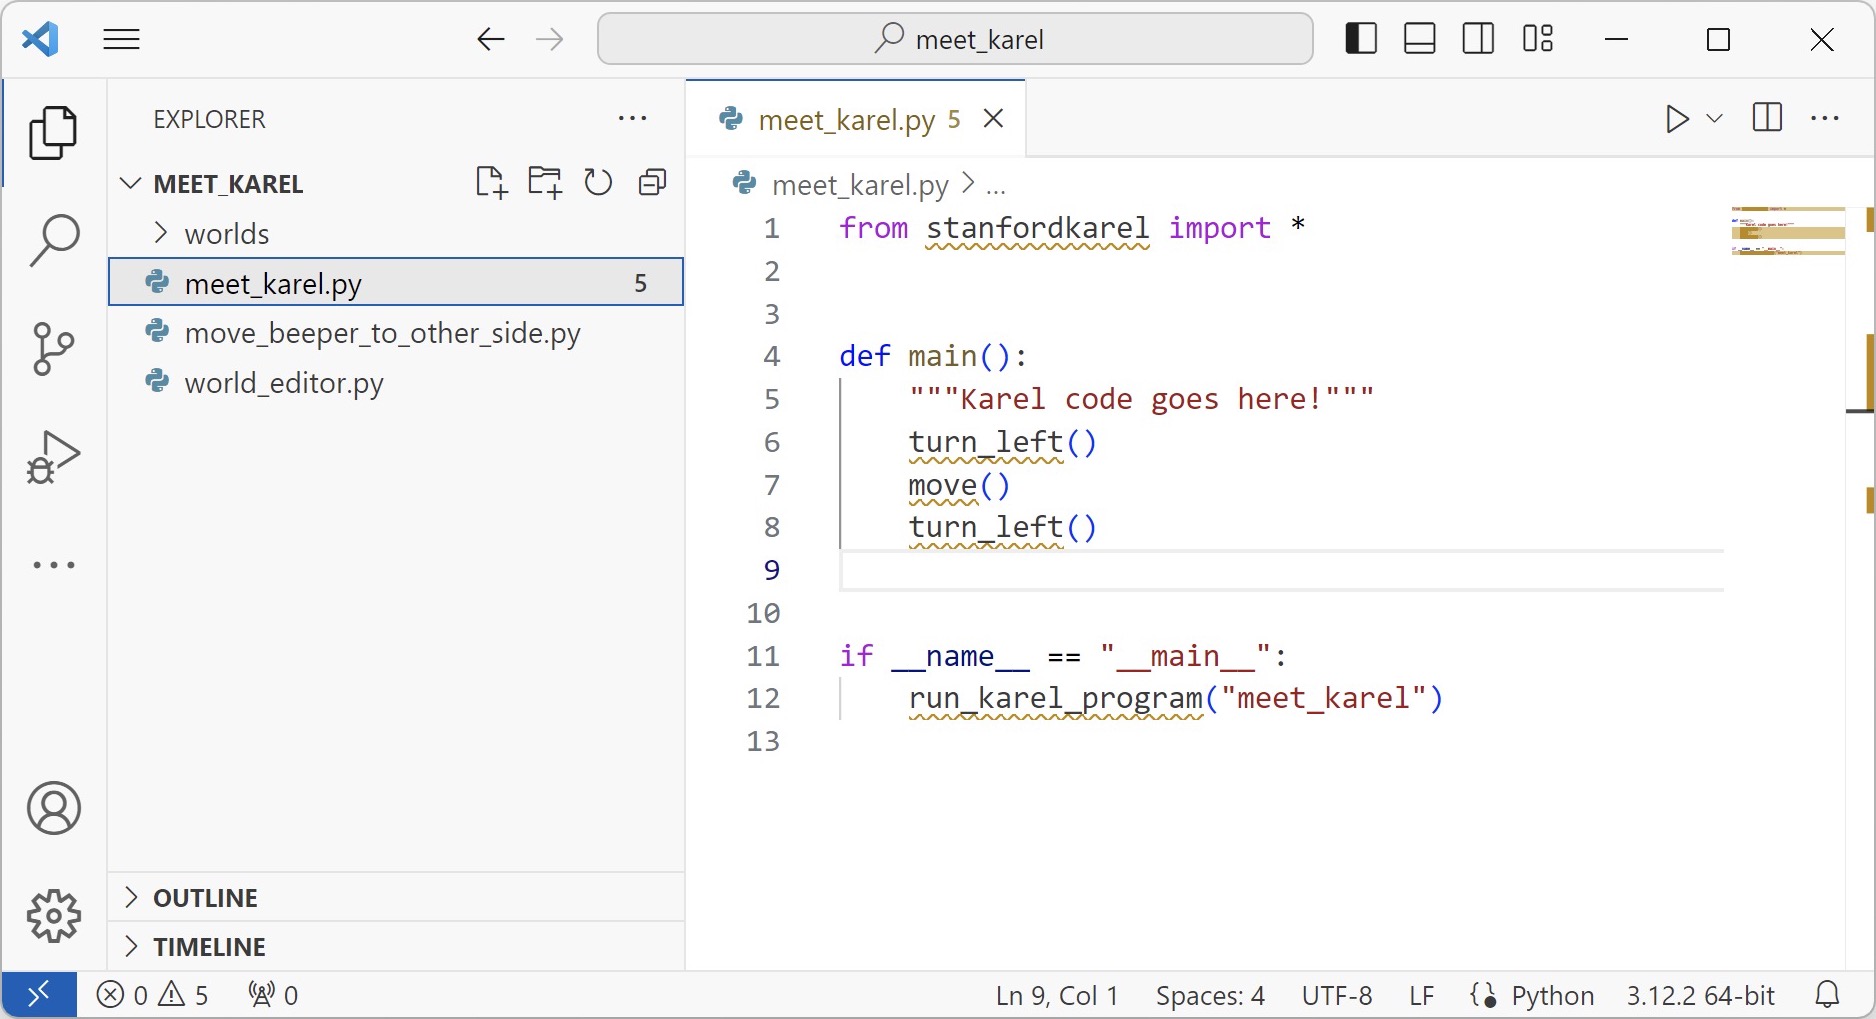 meet_karel
EXPLORER
meet_karel.py 5
MEET_KAREL
meet_karel.py > ...
worlds
meet_karel.py 5
move_beeper_to_other_side.py
world_editor.py
1 from stanfordkarel import *
2
3
4 def main():
5 """Karel code goes here!"""
6 turn_left()
7 move()
8 turn_left()
9
10
11 if __name__ == "__main__":
12 run_karel_program("meet_karel")
13
OUTLINE
TIMELINE
0 5 0 Ln 9, Col 1 Spaces: 4 UTF-8 LF Python 3.12.2 64-bit